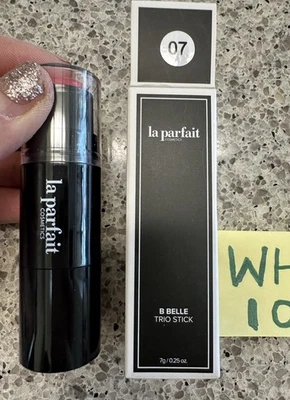 07
la parfait
COSMETICS
la parfait
COSMETICS
B BELLE
TRIO STICK
7g / 0.25 oz.
WH
10